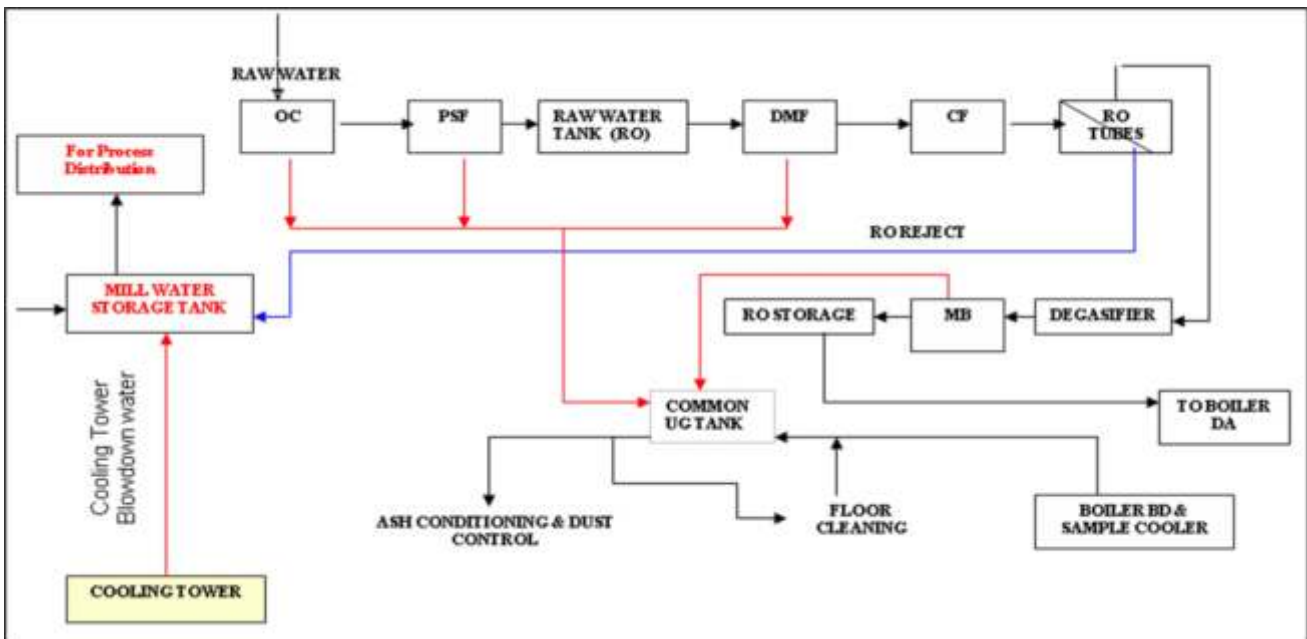 RAW WATER
OC
PSF
RAW WATER
TANK (RO)
DMF
CF
RO
TUBES
For Process
Distribution
RO REJECT
MILL WATER
STORAGE TANK
RO STORAGE
MB
DEGASIFIER
Cooling Tower
Blowdown water
COMMON
UG TANK
TO BOILER
DA
ASH CONDITIONING & DUST
CONTROL
FLOOR
CLEANING
BOILER BD &
SAMPLE COOLER
COOLING TOWER